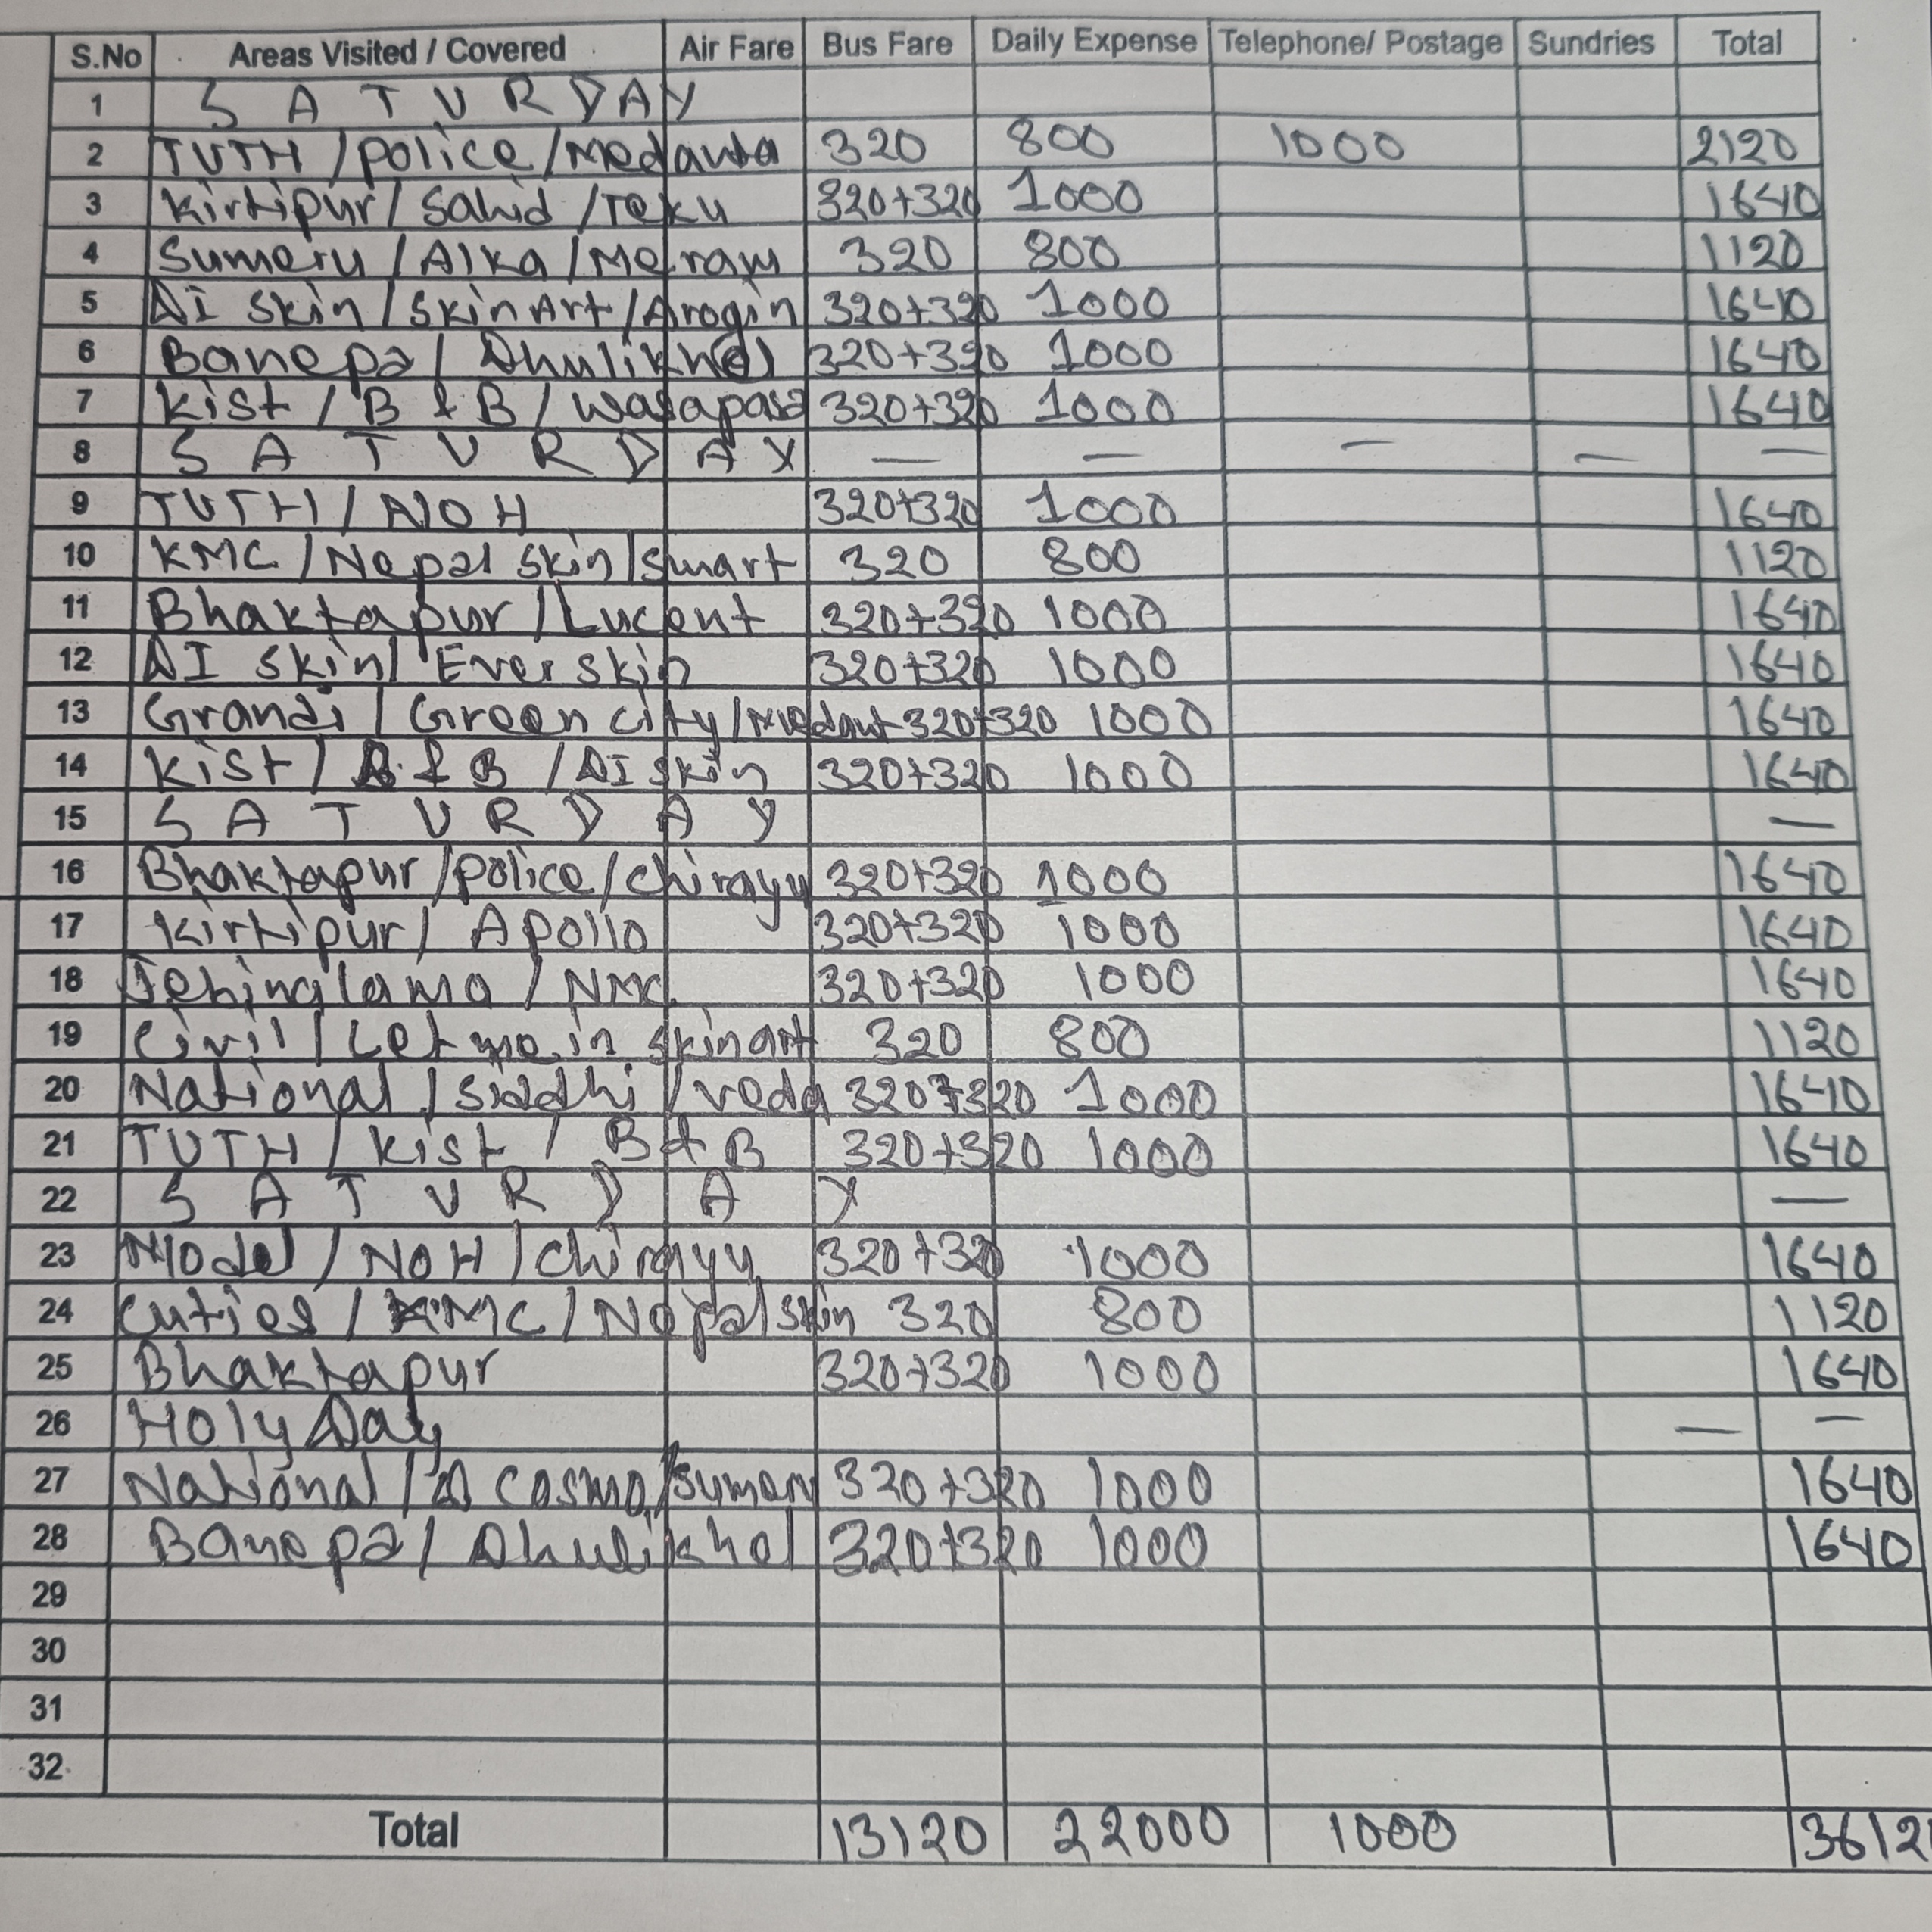 S.No Areas Visited / Covered Air Fare Bus Fare Daily Expense Telephone/ Postage Sundries Total
1 SATURDAY
2 TUTH / police / Medanta 320 800 1000 2120
3 Kirtipur / Sahid / Teku 320+320 1000 1640
4 Sumeru / Alka / 320 800 1120
5 DI Skin / Skin Art / Arogin 320+320 1000 1640
6 Banepa / Dhulikhel 320+320 1000 1640
7 Kist / B & B / 320+320 1000 1640
8 SATURDAY — — — — —
9 TUTH / NOH 320+320 1000 1640
10 KMC / Nepal Skin / Smart 320 800 1120
11 Bhaktapur / Lucent 320+320 1000 1640
12 DI Skin / Ever skin 320+320 1000 1640
13 Grandi / Green city / Medant 320+320 1000 1640
14 Kist / B & B / DI skin 320+320 1000 1640
15 SATURDAY —
16 Bhaktapur / police / chirayu 320+320 1000 1640
17 Kirtipur / Apollo 320+320 1000 1640
18 / NMC 320+320 1000 1640
19 Civil / Let me in skin art 320 800 1120
20 National / Siddhi / veda 320+320 1000 1640
21 TUTH / Kist / B & B 320+320 1000 1640
22 SATURDAY —
23 Model / NOH / Chirayu 320+320 1000 1640
24 Cuties / KMC / Nepal skin 320 800 1120
25 Bhaktapur 320+320 1000 1640
26 Holy Day — —
27 National / cosmo / 320+320 1000 1640
28 Banepa / Dhulikhel 320+320 1000 1640
29
30
31
32
Total 13120 22000 1000 3612